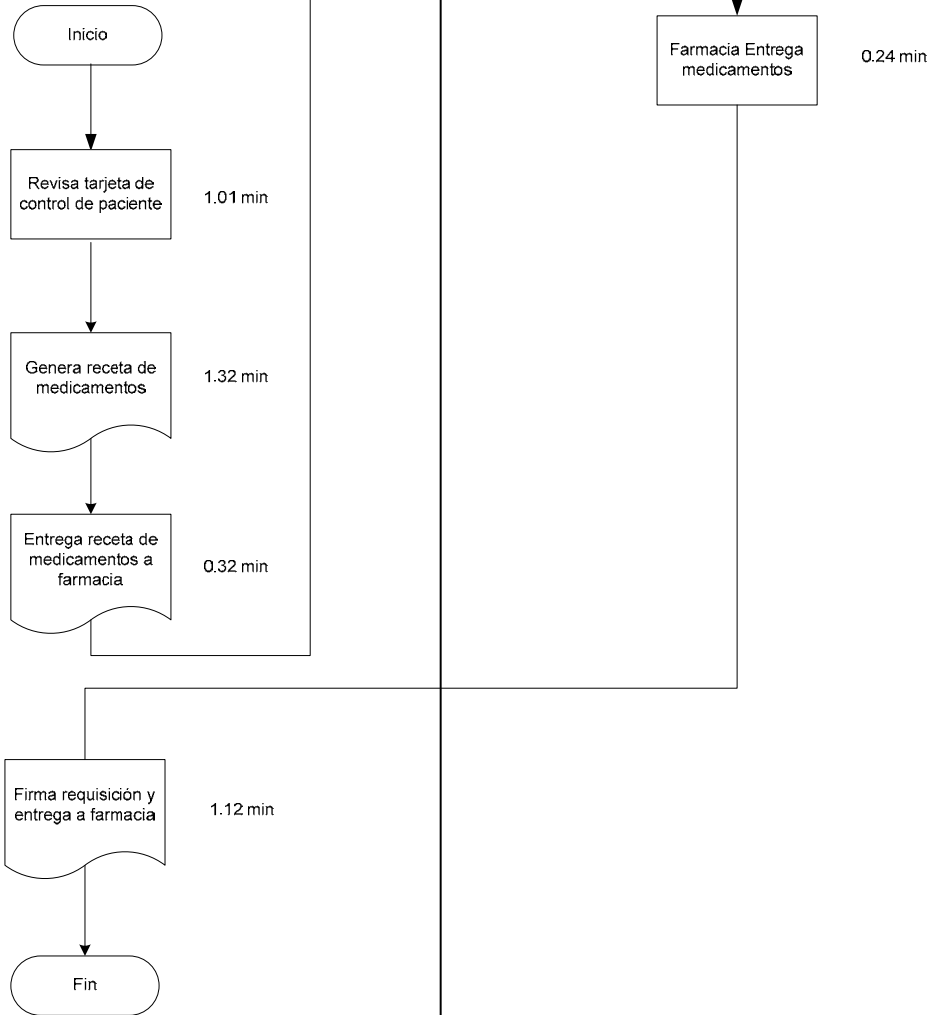 Inicio
Revisa tarjeta de
control de paciente
1.01 min
Genera receta de
medicamentos
1.32 min
Entrega receta de
medicamentos a
farmacia
0.32 min
Farmacia Entrega
medicamentos
0.24 min
Firma requisición y
entrega a farmacia
1.12 min
Fin